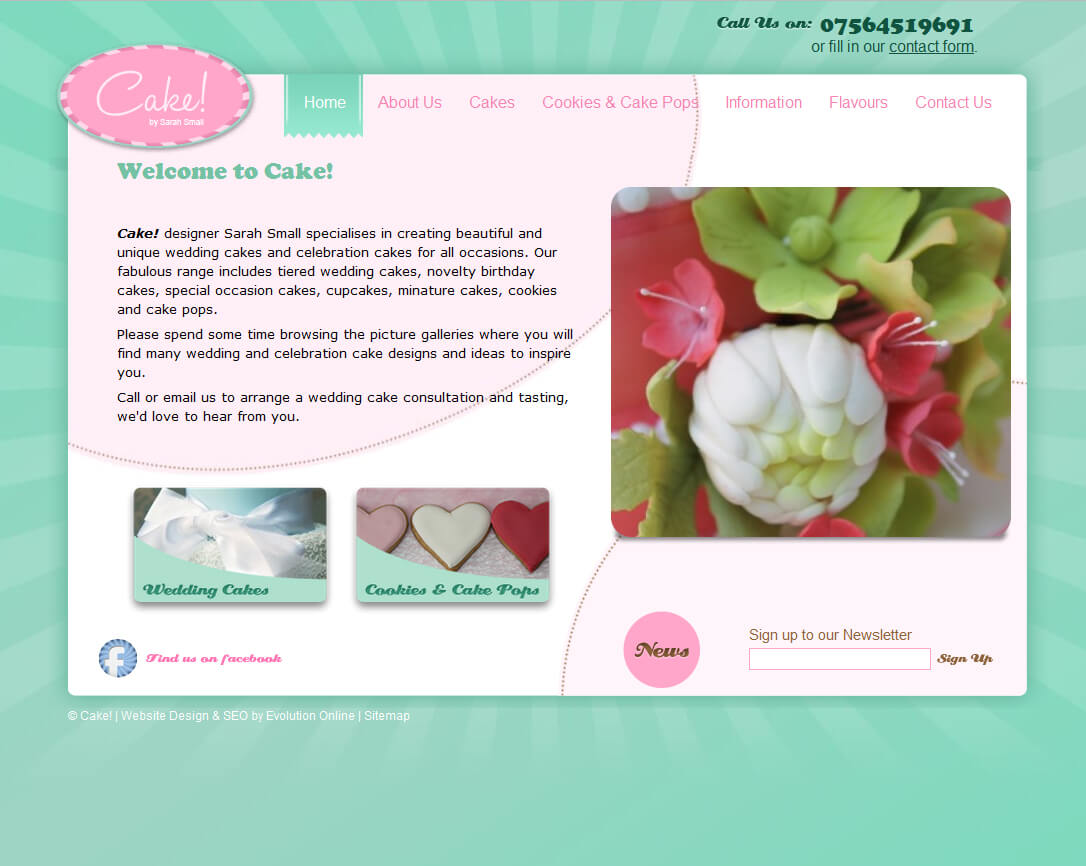 Call Us on: 07564519691
or fill in our contact form.
Cake!
by Sarah Small
Home About Us Cakes Cookies & Cake Pops Information Flavours Contact Us
Welcome to Cake!
Cake! designer Sarah Small specialises in creating beautiful and
unique wedding cakes and celebration cakes for all occasions. Our
fabulous range includes tiered wedding cakes, novelty birthday
cakes, special occasion cakes, cupcakes, minature cakes, cookies
and cake pops.
Please spend some time browsing the picture galleries where you will
find many wedding and celebration cake designs and ideas to inspire
you.
Call or email us to arrange a wedding cake consultation and tasting,
we'd love to hear from you.
Wedding Cakes
Cookies & Cake Pops
f
Find us on facebook
News
Sign up to our Newsletter
Sign Up
© Cake! | Website Design & SEO by Evolution Online | Sitemap